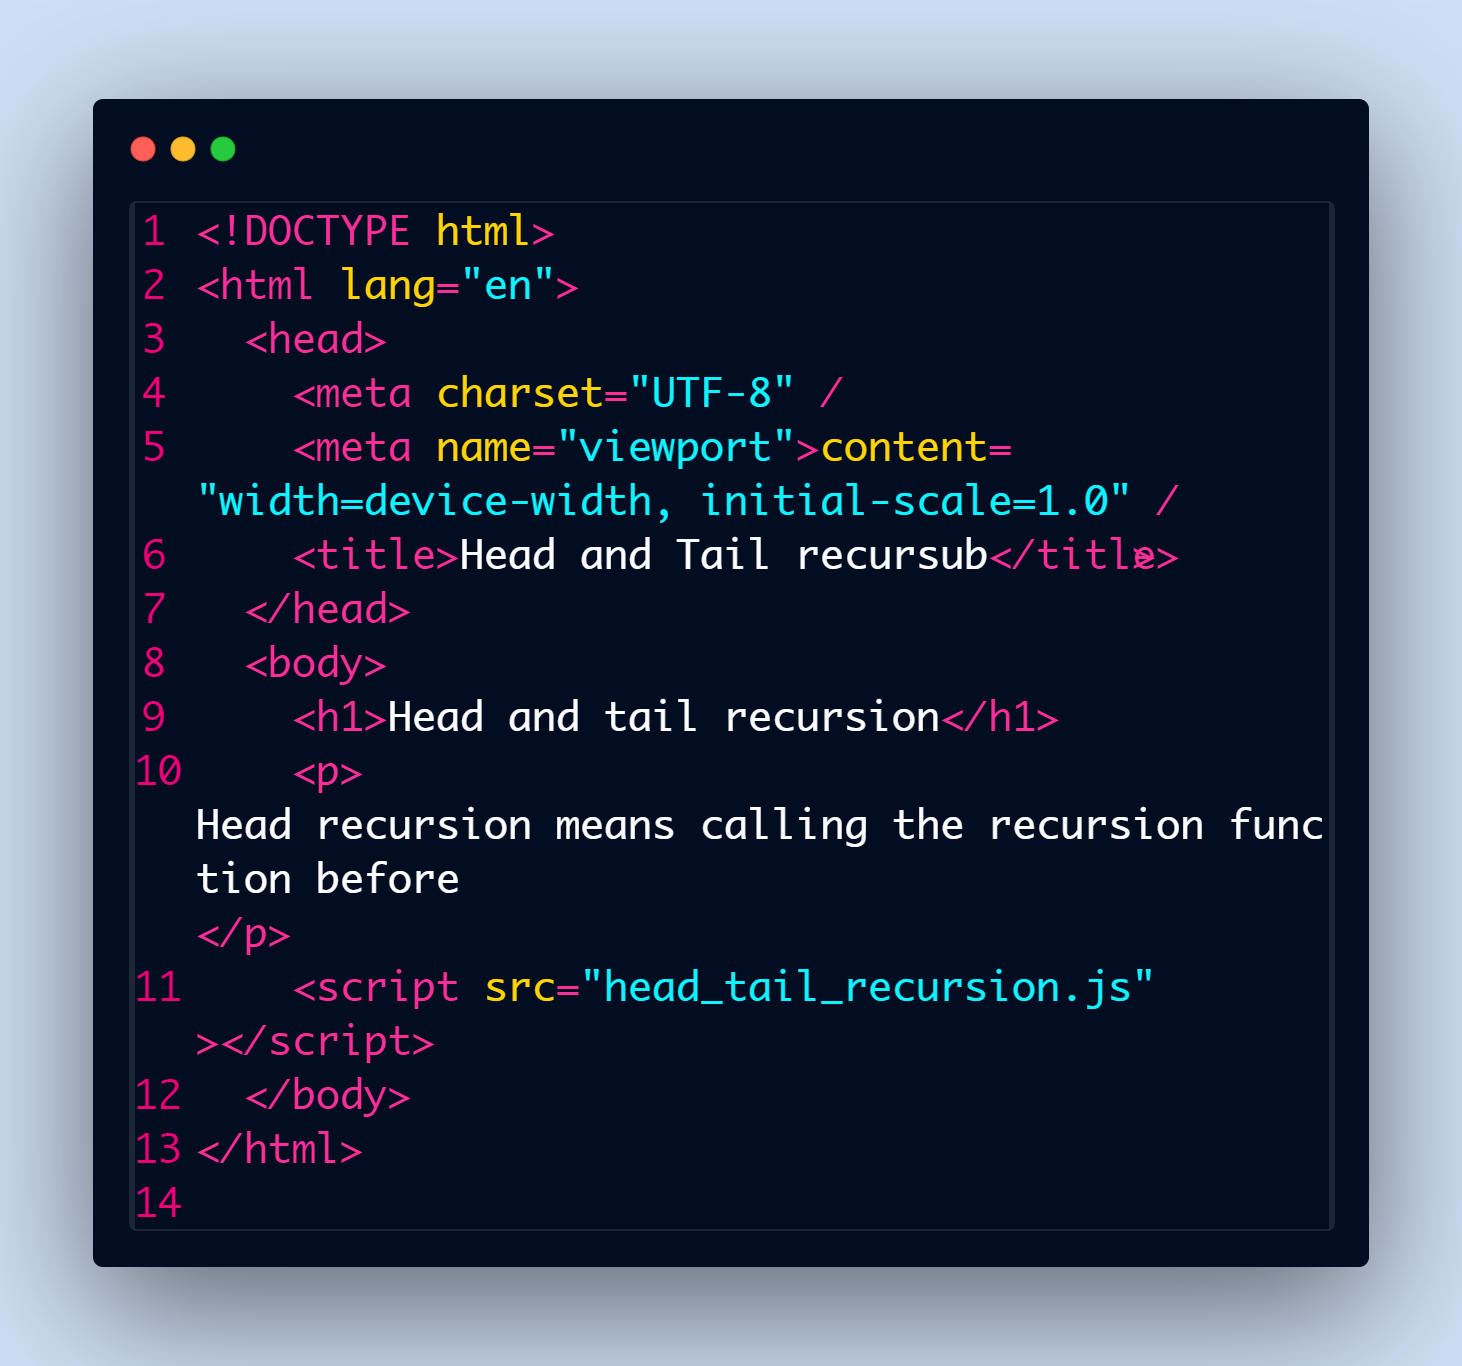 1 <!DOCTYPE html>
2 <html lang="en">
3 <head>
4 <meta charset="UTF-8" /
5 <meta name="viewport">content=
"width=device-width, initial-scale=1.0" /
6 <title>Head and Tail recursub</title>
7 </head>
8 <body>
9 <h1>Head and tail recursion</h1>
10 <p>
Head recursion means calling the recursion func
tion before
</p>
11 <script src="head_tail_recursion.js"
></script>
12 </body>
13 </html>
14